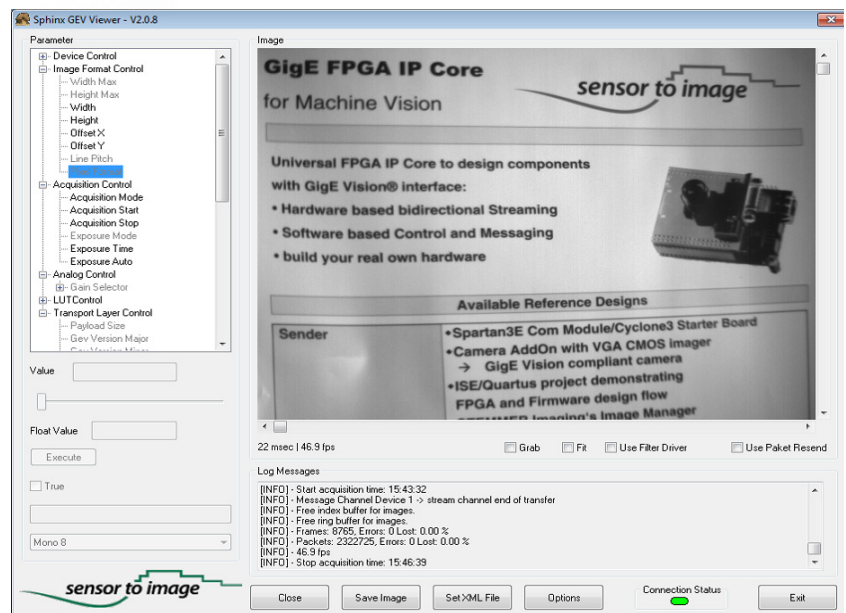 Sphinx GEV Viewer - V2.0.8
Parameter
Device Control
Image Format Control
Width Max
Height Max
Width
Height
Offset X
Offset Y
Line Pitch
Acquisition Control
Acquisition Mode
Acquisition Start
Acquisition Stop
Exposure Mode
Exposure Time
Exposure Auto
Analog Control
Gain Selector
LUTControl
Transport Layer Control
Payload Size
Gev Version Major
Value
Float Value
Execute
True
Mono 8
sensor to image
Image
GigE FPGA IP Core
for Machine Vision
sensor to image
Universal FPGA IP Core to design components
with GigE Vision® interface:
• Hardware based bidirectional Streaming
• Software based Control and Messaging
• build your real own hardware
Available Reference Designs
Sender
•Spartan3E Com Module/Cyclone3 Starter Board
•Camera AddOn with VGA CMOS imager
→ GigE Vision compliant camera
•ISE/Quartus project demonstrating
FPGA and Firmware design flow
STEMMER Imaging's Image Manager
22 msec | 46.9 fps
Grab
Fit
Use Filter Driver
Use Paket Resend
Log Messages
[INFO] - Start acquisition time: 15:43:32
[INFO] - Message Channel Device 1 -> stream channel end of transfer
[INFO] - Free index buffer for images.
[INFO] - Free ring buffer for images.
[INFO] - Frames: 8765, Errors: 0 Lost: 0.00 %
[INFO] - Packets: 2322725, Errors: 0 Lost: 0.00 %
[INFO] - 46.9 fps
[INFO] - Stop acquisition time: 15:46:39
Close
Save Image
Set XML File
Options
Connection Status
Exit